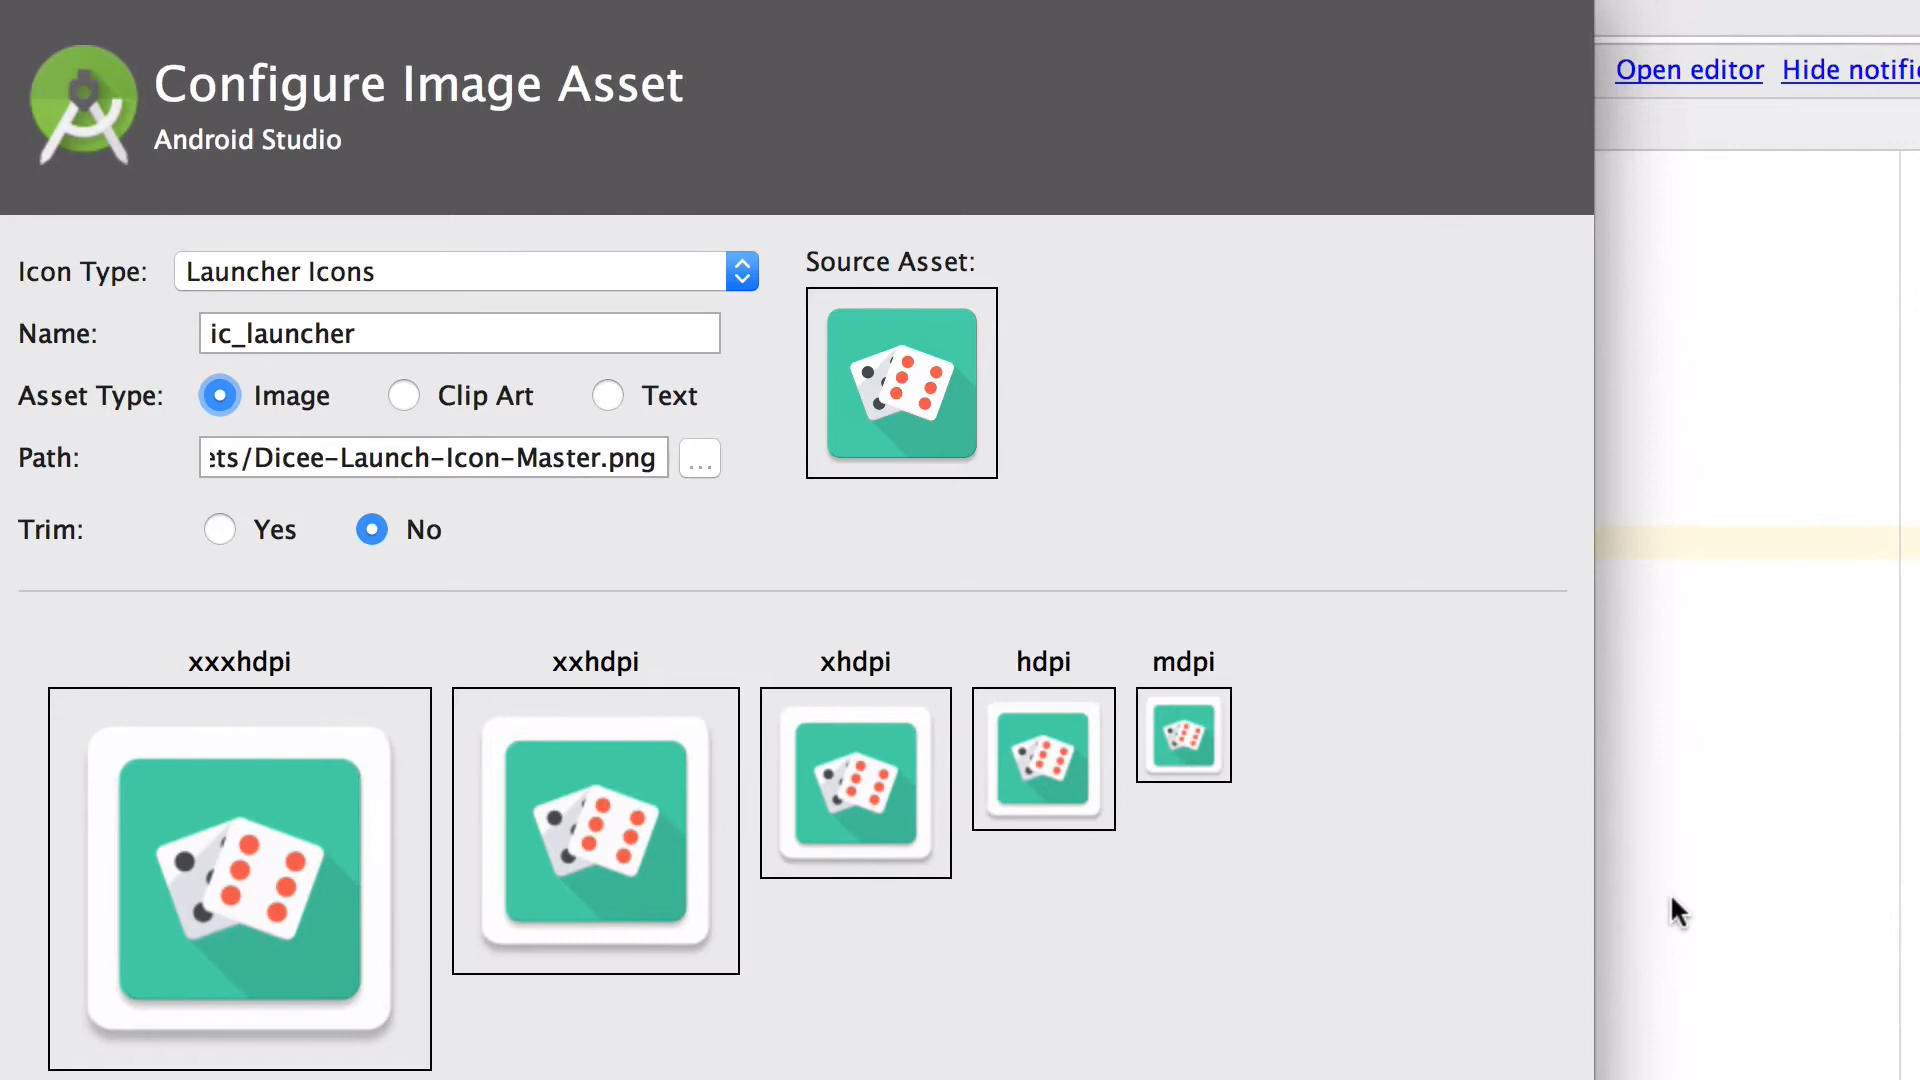 Configure Image Asset
Android Studio
Open editor Hide notifi
Icon Type: Launcher Icons
Source Asset:
Name: ic_launcher
Asset Type: Image Clip Art Text
Path: ets/Dicee-Launch-Icon-Master.png ...
Trim: Yes No
xxxhdpi xxhdpi xhdpi hdpi mdpi